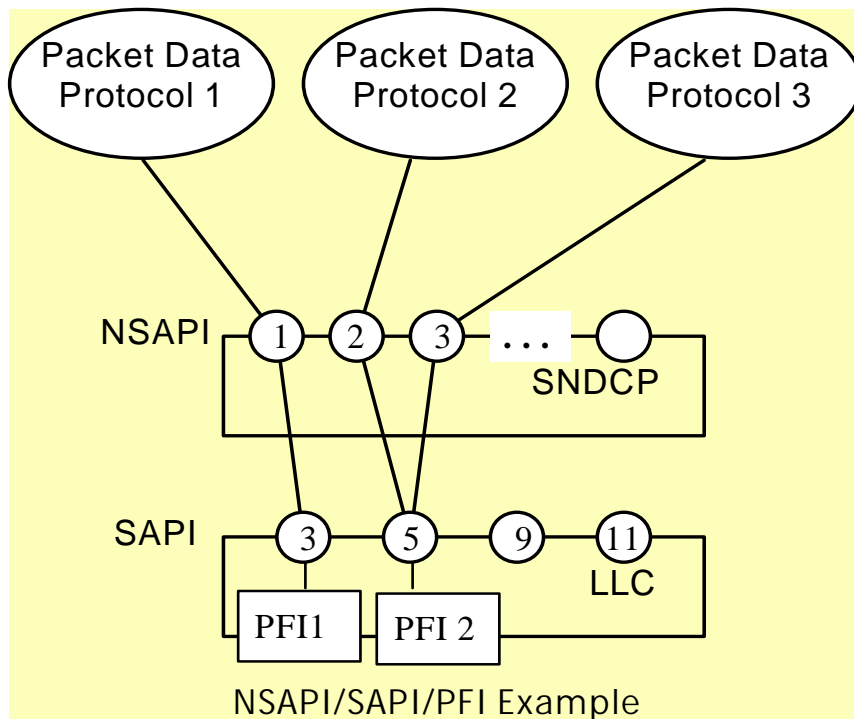 Packet Data
Protocol 1
Packet Data
Protocol 2
Packet Data
Protocol 3
NSAPI
1
2
3
...
SNDCP
SAPI
3
5
9
11
LLC
PFI1
PFI 2
NSAPI/SAPI/PFI Example